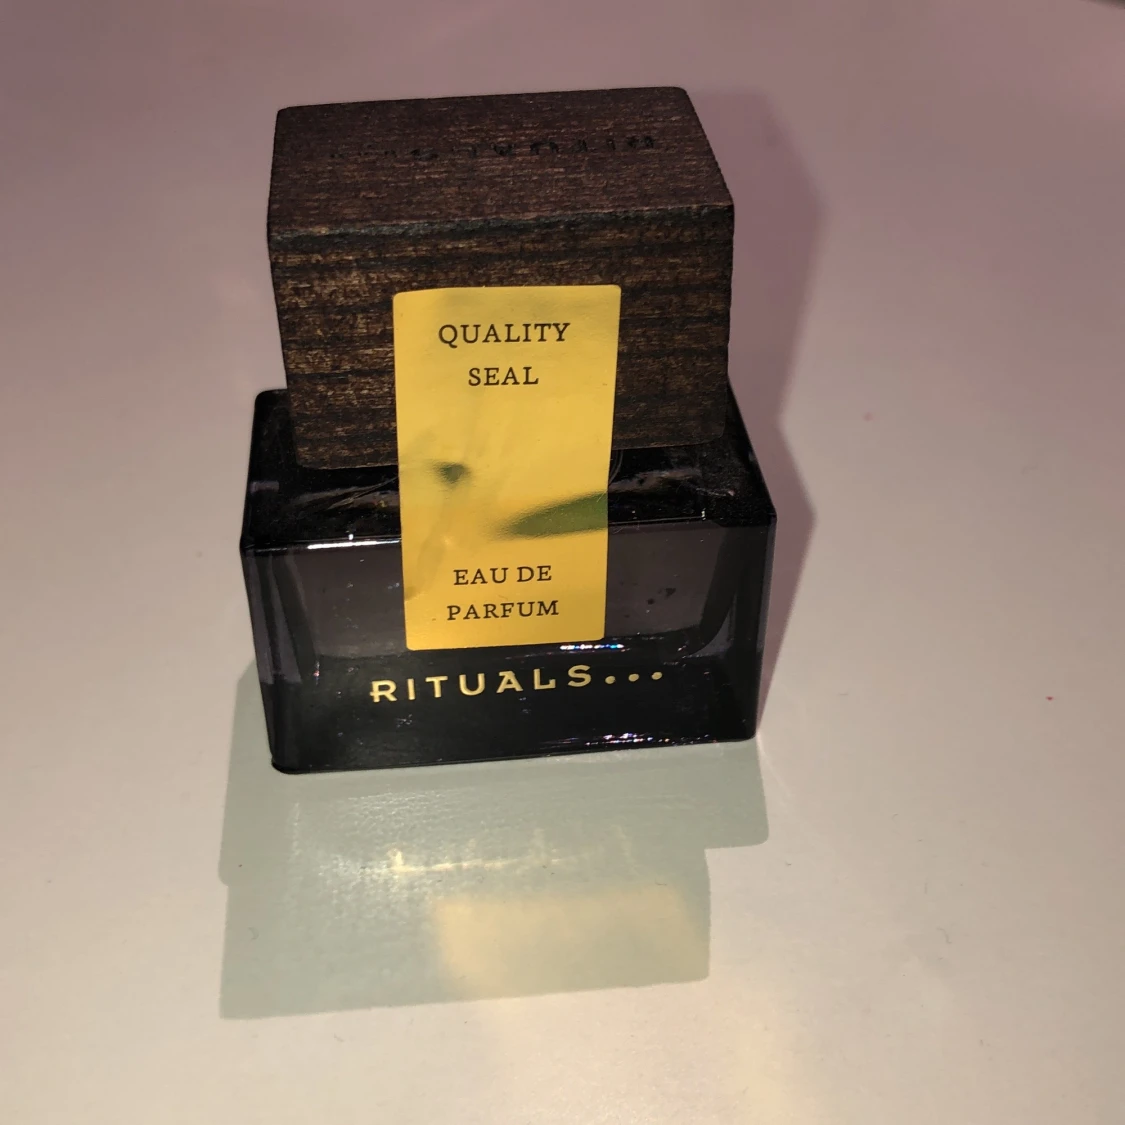 QUALITY
SEAL
EAU DE
PARFUM
RITUALS...